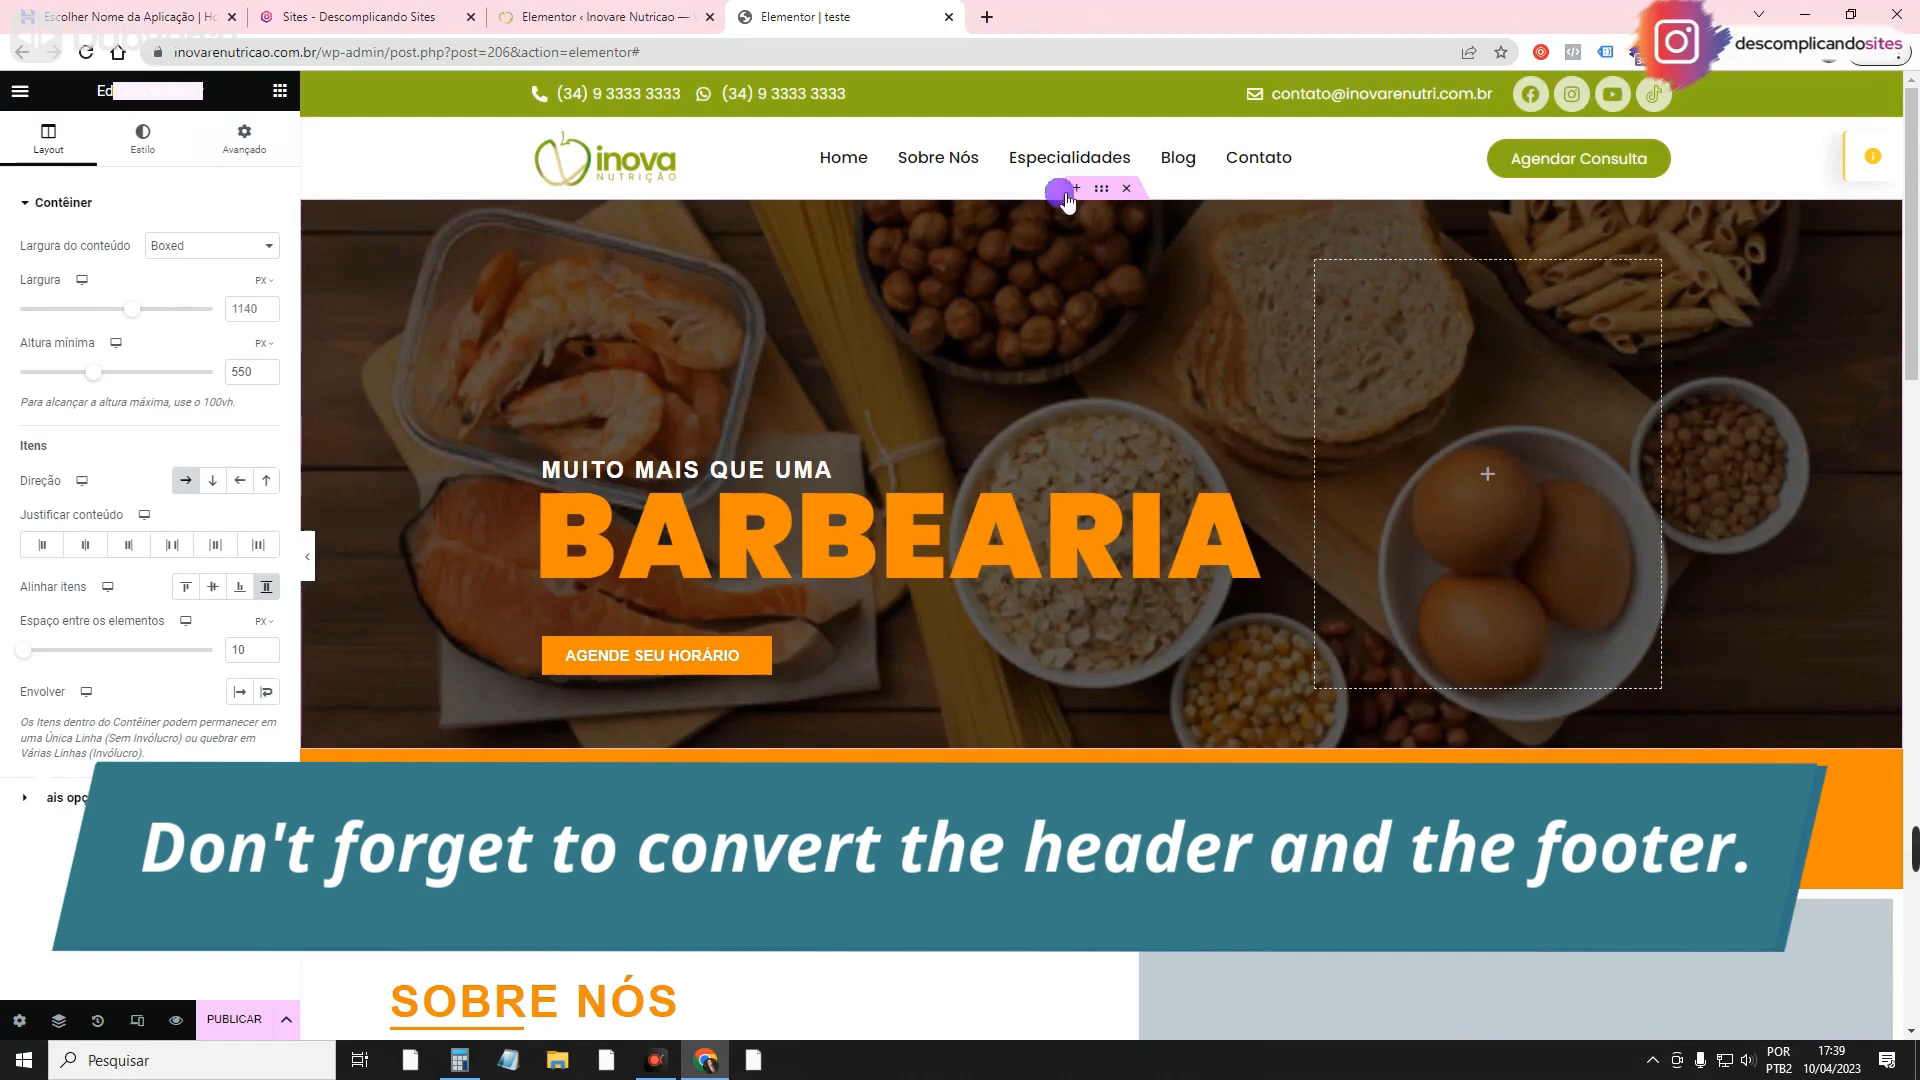 Escolher Nome da Aplicação | Ho
Sites - Descomplicando Sites
Elementor ‹ Inovare Nutricao —
Elementor | teste
inovarenutricao.com.br/wp-admin/post.php?post=206&action=elementor#
descomplicandosites
(34) 9 3333 3333
(34) 9 3333 3333
contato@inovarenutri.com.br
Layout
Estilo
Avançado
inova
NUTRIÇÃO
Home
Sobre Nós
Especialidades
Blog
Contato
Agendar Consulta
Contêiner
Largura do conteúdo
Boxed
Largura
PX
1140
Altura mínima
PX
550
Para alcançar a altura máxima, use o 100vh.
Itens
Direção
Justificar conteúdo
Alinhar itens
Espaço entre os elementos
PX
10
Envolver
Os Itens dentro do Contêiner podem permanecer em
uma Única Linha (Sem Invólucro) ou quebrar em
Várias Linhas (Invólucro).
ais opç
MUITO MAIS QUE UMA
BARBEARIA
AGENDE SEU HORÁRIO
Don't forget to convert the header and the footer.
SOBRE NÓS
PUBLICAR
Pesquisar
POR
PTB2
17:39
10/04/2023